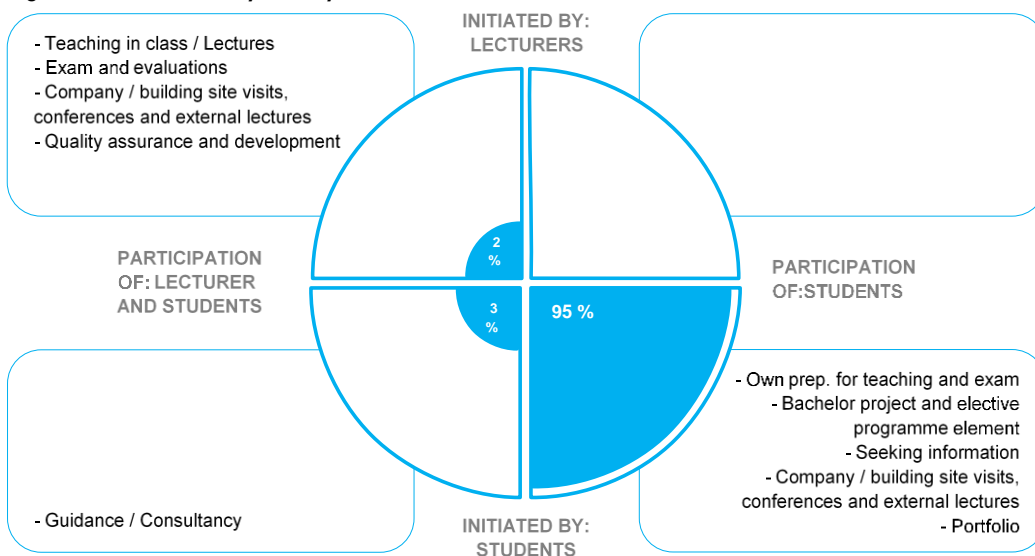 INITIATED BY:
LECTURERS
- Teaching in class / Lectures
- Exam and evaluations
- Company / building site visits,
conferences and external lectures
- Quality assurance and development
2
%
PARTICIPATION
OF: LECTURER
AND STUDENTS
PARTICIPATION
OF:STUDENTS
3
%
95 %
- Own prep. for teaching and exam
- Bachelor project and elective
programme element
- Seeking information
- Company / building site visits,
conferences and external lectures
- Portfolio
- Guidance / Consultancy
INITIATED BY:
STUDENTS